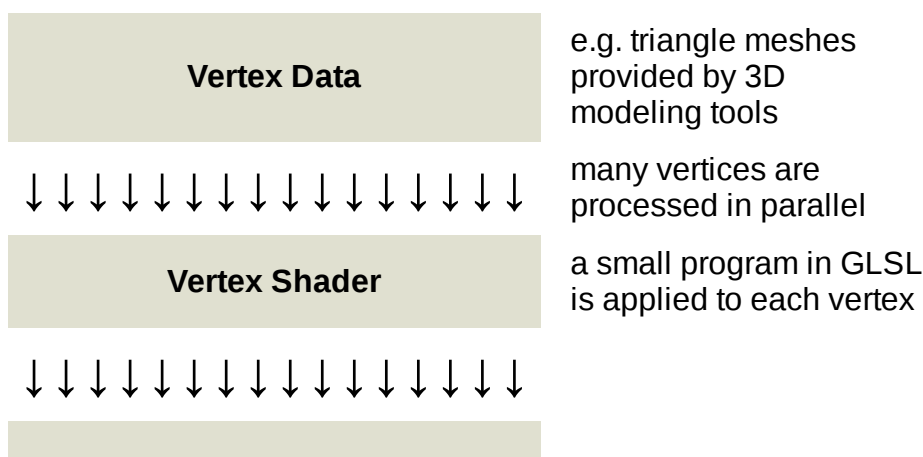 Vertex Data
e.g. triangle meshes
provided by 3D
modeling tools
many vertices are
processed in parallel
Vertex Shader
a small program in GLSL
is applied to each vertex